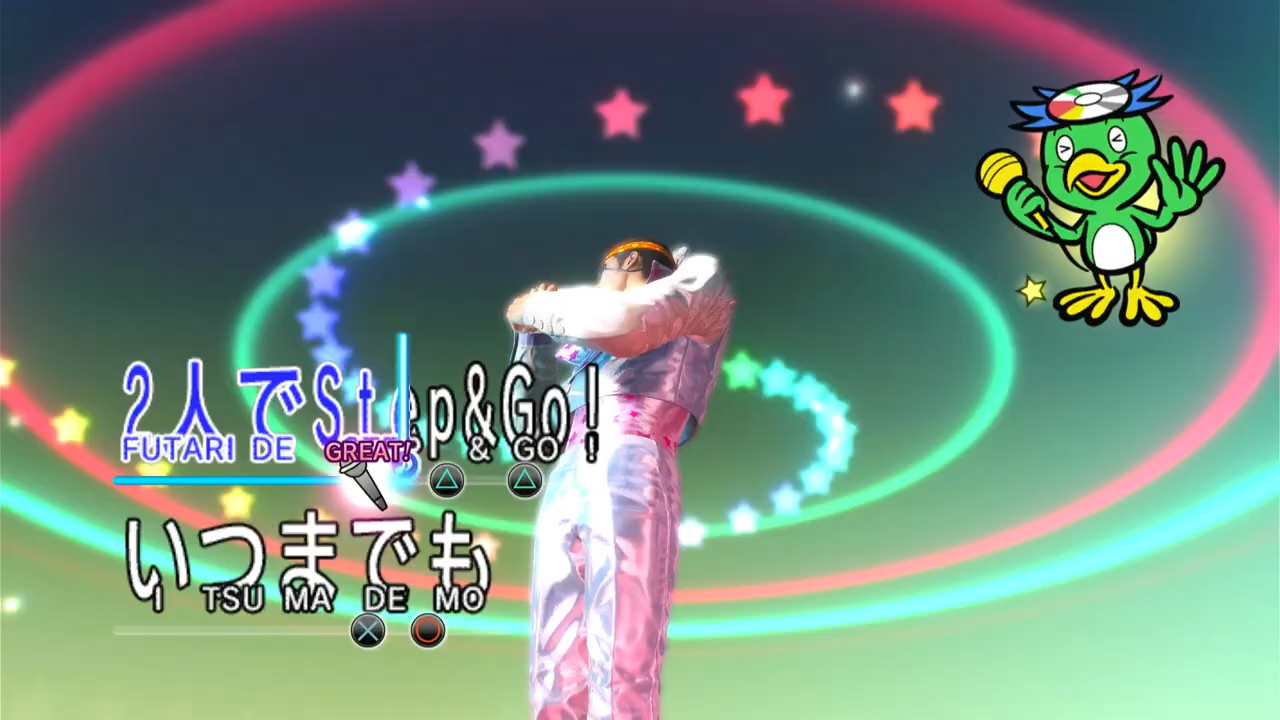 2人でStep&Go!
FUTARI DE & GO !
GREAT!
いつまでも
I TSU MA DE MO